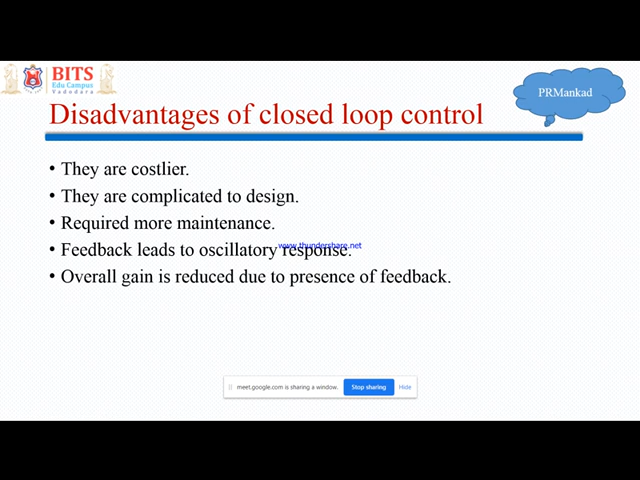 BITS
Edu Campus
Vadodara
PRMankad
Disadvantages of closed loop control
• They are costlier.
• They are complicated to design.
• Required more maintenance.
• Feedback leads to oscillatory response.
www.thundershare.net
• Overall gain is reduced due to presence of feedback.
meet.google.com is sharing a window. Stop sharing Hide